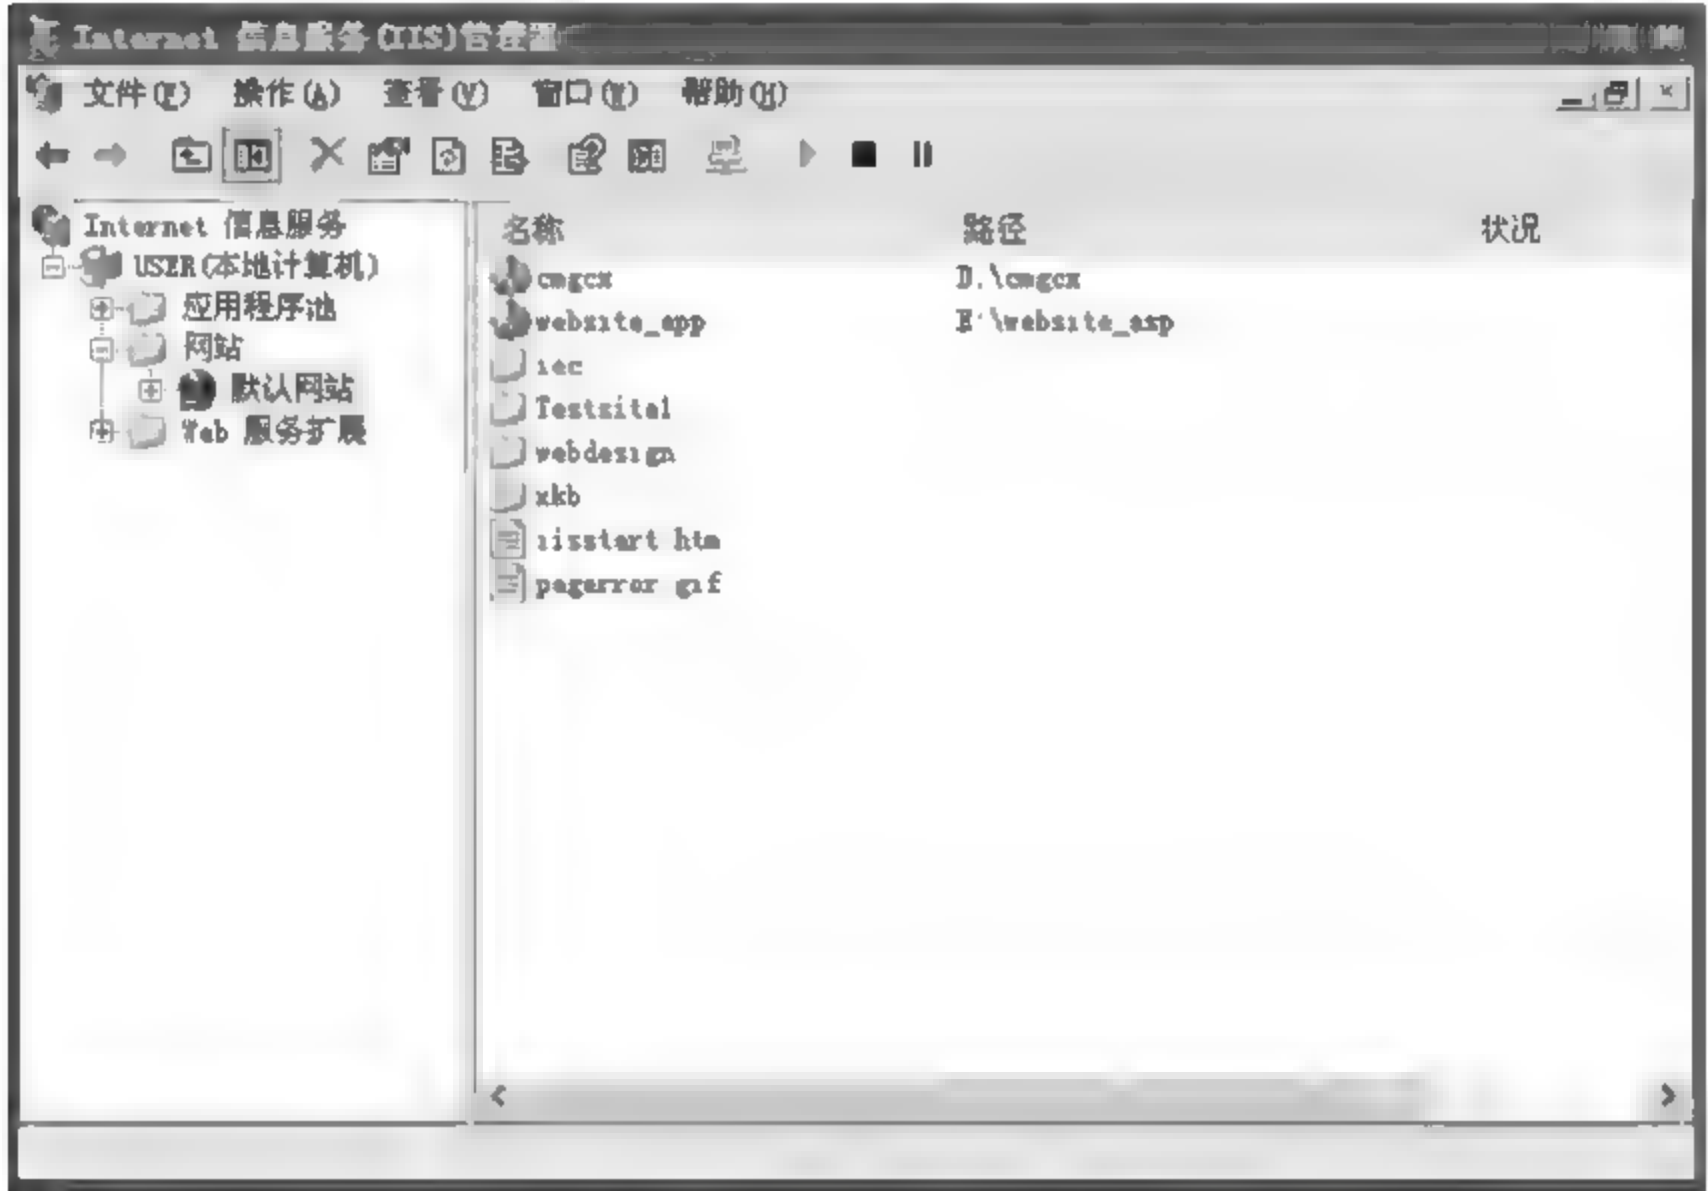 Internet 信息服务(IIS)管理器
文件(F) 操作(A) 查看(V) 窗口(W) 帮助(H)
Internet 信息服务
USER(本地计算机)
应用程序池
网站
默认网站
Web 服务扩展
名称 路径 状况
cmgcx D:\cmgcx
website_app E:\website_asp
iec
Testsite1
webdesign
xkb
iisstart.htm
pagerror.gif